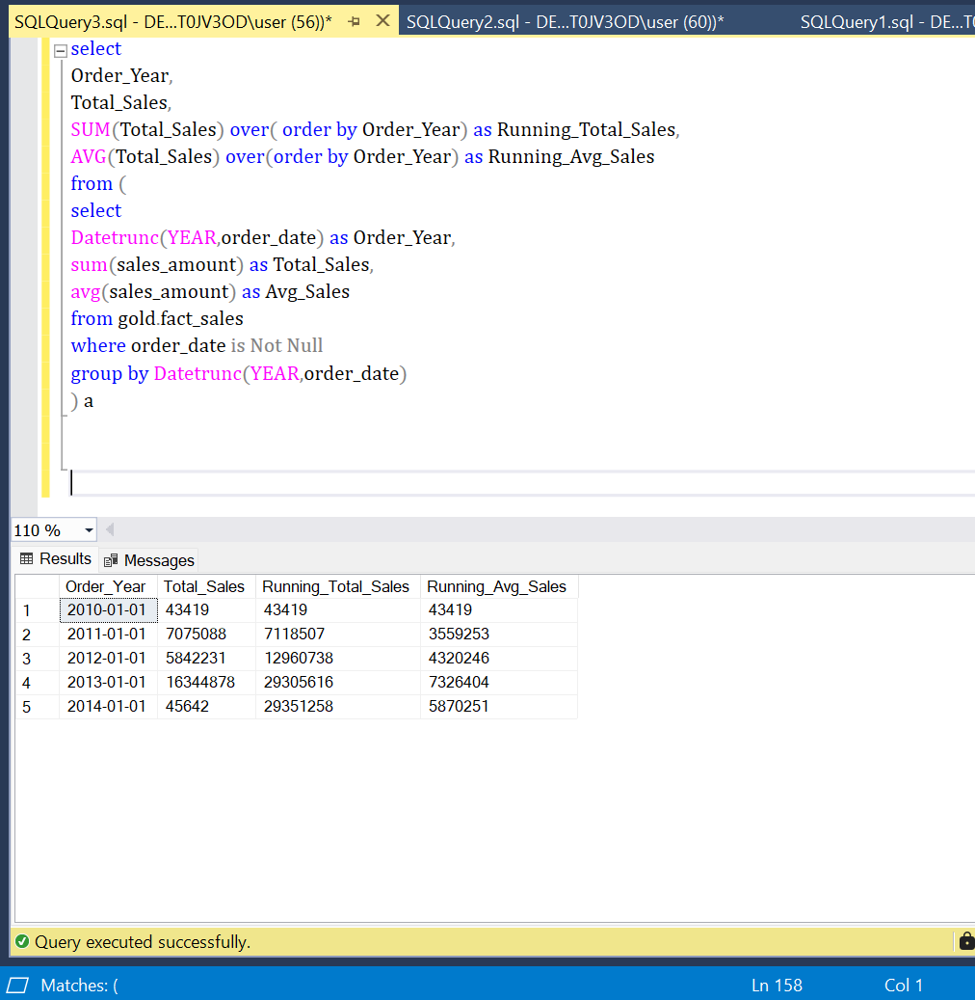 SQLQuery3.sql - DE...T0JV3OD\user (56))* SQLQuery2.sql - DE...T0JV3OD\user (60))* SQLQuery1.sql - DE...T0
select
Order_Year,
Total_Sales,
SUM(Total_Sales) over( order by Order_Year) as Running_Total_Sales,
AVG(Total_Sales) over(order by Order_Year) as Running_Avg_Sales
from (
select
Datetrunc(YEAR,order_date) as Order_Year,
sum(sales_amount) as Total_Sales,
avg(sales_amount) as Avg_Sales
from gold.fact_sales
where order_date is Not Null
group by Datetrunc(YEAR,order_date)
) a
110 %
Results Messages
Order_Year Total_Sales Running_Total_Sales Running_Avg_Sales
1 2010-01-01 43419 43419 43419
2 2011-01-01 7075088 7118507 3559253
3 2012-01-01 5842231 12960738 4320246
4 2013-01-01 16344878 29305616 7326404
5 2014-01-01 45642 29351258 5870251
Query executed successfully.
Matches: ( Ln 158 Col 1